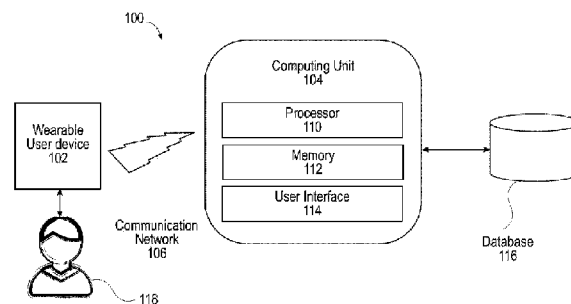 100
Computing Unit
104
Processor
110
Memory
112
User Interface
114
Wearable
User device
102
Communication
Network
106
Database
116
118